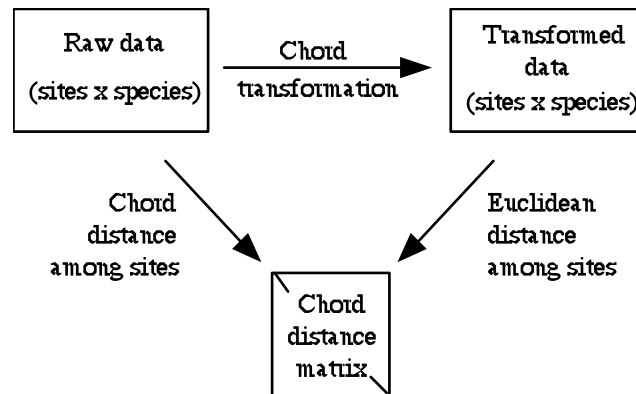 Raw data
(sites x species)
Chord
transformation
Transformed
data
(sites x species)
Chord
distance
among sites
Euclidean
distance
among sites
Chord
distance
matrix